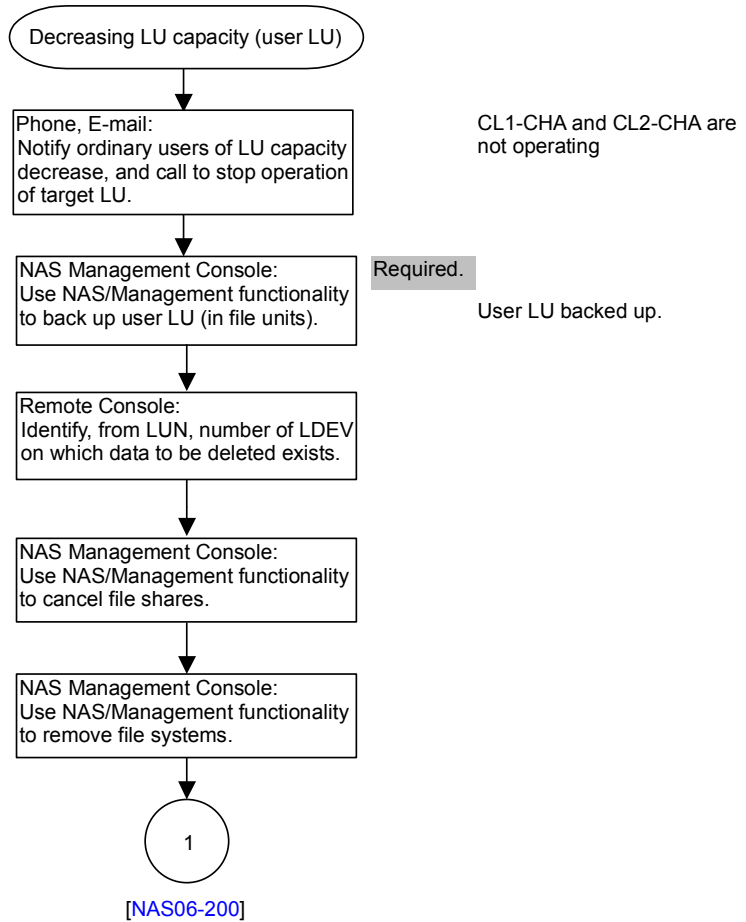 Decreasing LU capacity (user LU)
Phone, E-mail:
Notify ordinary users of LU capacity
decrease, and call to stop operation
of target LU.
CL1-CHA and CL2-CHA are
not operating
NAS Management Console:
Use NAS/Management functionality
to back up user LU (in file units).
Required.
User LU backed up.
Remote Console:
Identify, from LUN, number of LDEV
on which data to be deleted exists.
NAS Management Console:
Use NAS/Management functionality
to cancel file shares.
NAS Management Console:
Use NAS/Management functionality
to remove file systems.
1
[NAS06-200]